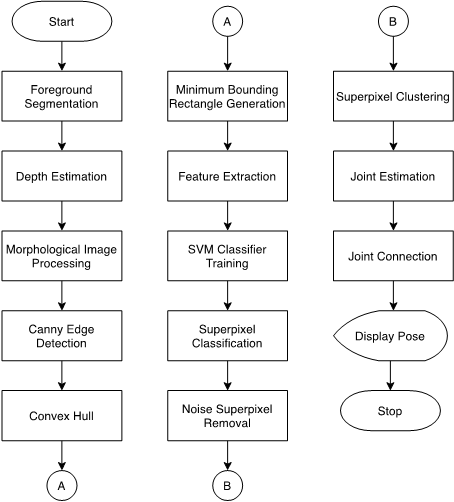 Start
Foreground
Segmentation
Depth Estimation
Morphological Image
Processing
Canny Edge
Detection
Convex Hull
A
A
Minimum Bounding
Rectangle Generation
Feature Extraction
SVM Classifier
Training
Superpixel
Classification
Noise Superpixel
Removal
B
B
Superpixel Clustering
Joint Estimation
Joint Connection
Display Pose
Stop